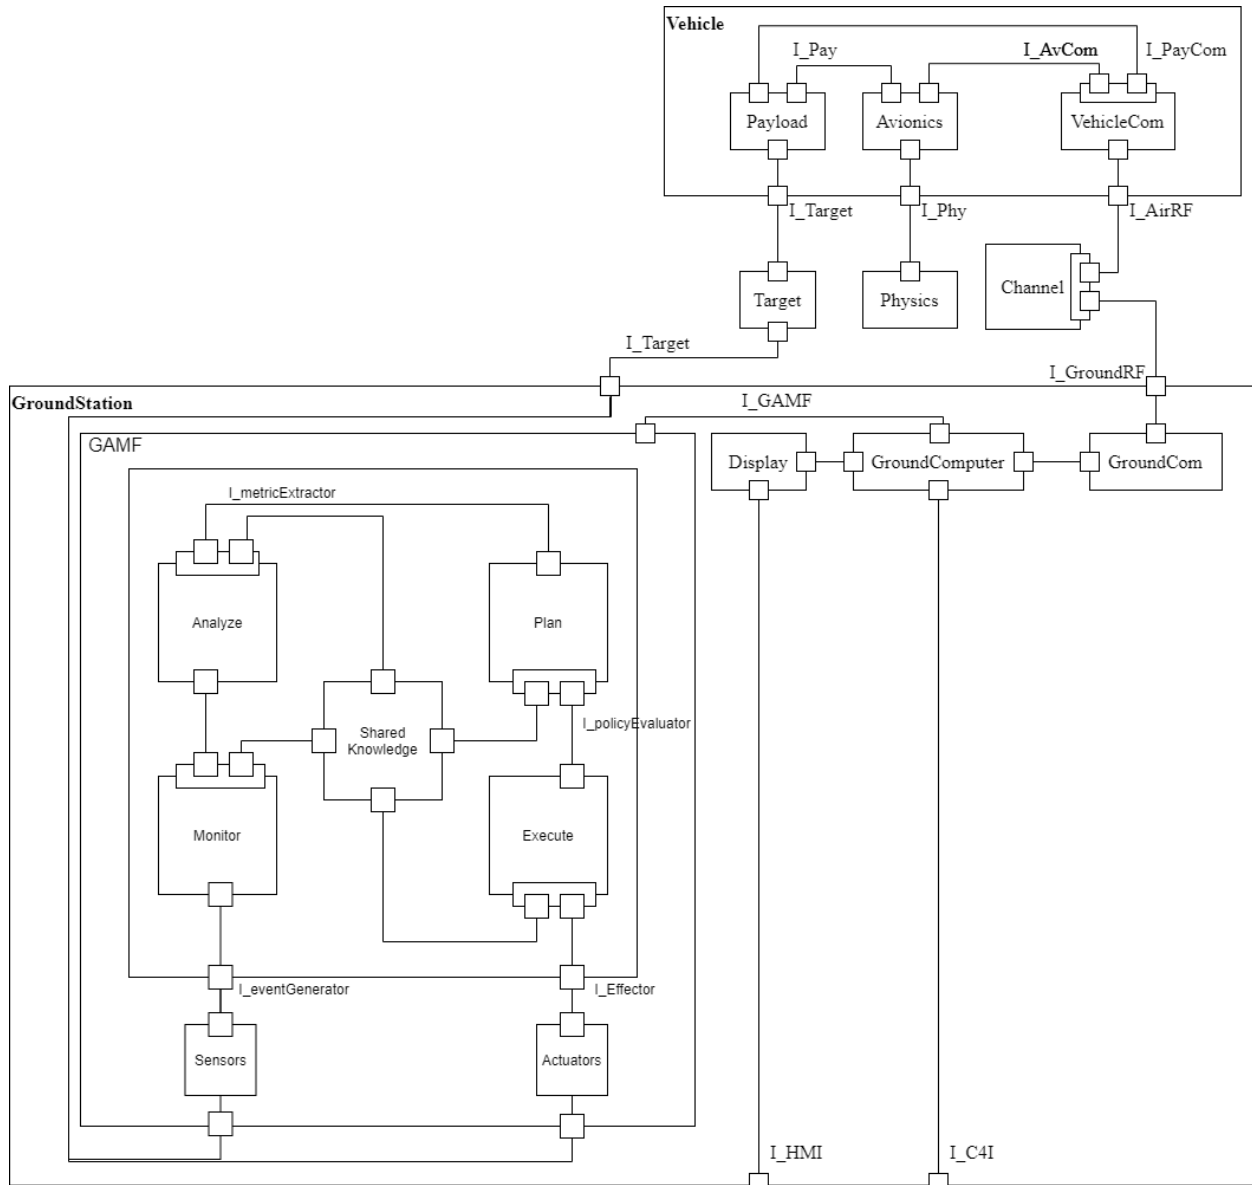 Vehicle
I_Pay
I_AvCom
I_PayCom
Payload
Avionics
VehicleCom
I_Target
I_Phy
I_AirRF
Target
Physics
Channel
I_Target
I_GroundRF
GroundStation
I_GAMF
GAMF
Display
GroundComputer
GroundCom
I_metricExtractor
Analyze
Plan
I_policyEvaluator
Shared
Knowledge
Monitor
Execute
I_eventGenerator
I_Effector
Sensors
Actuators
I_HMI
I_C4I